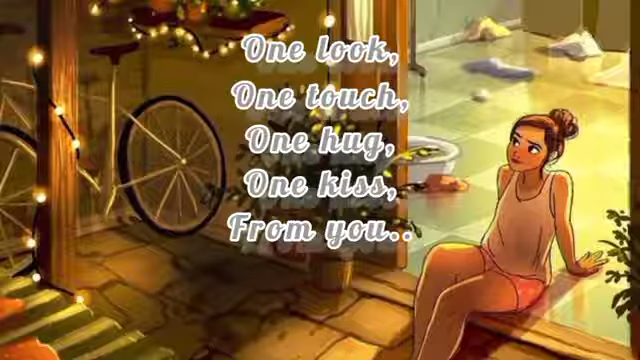 One look,
One touch,
One hug,
One kiss,
From you..